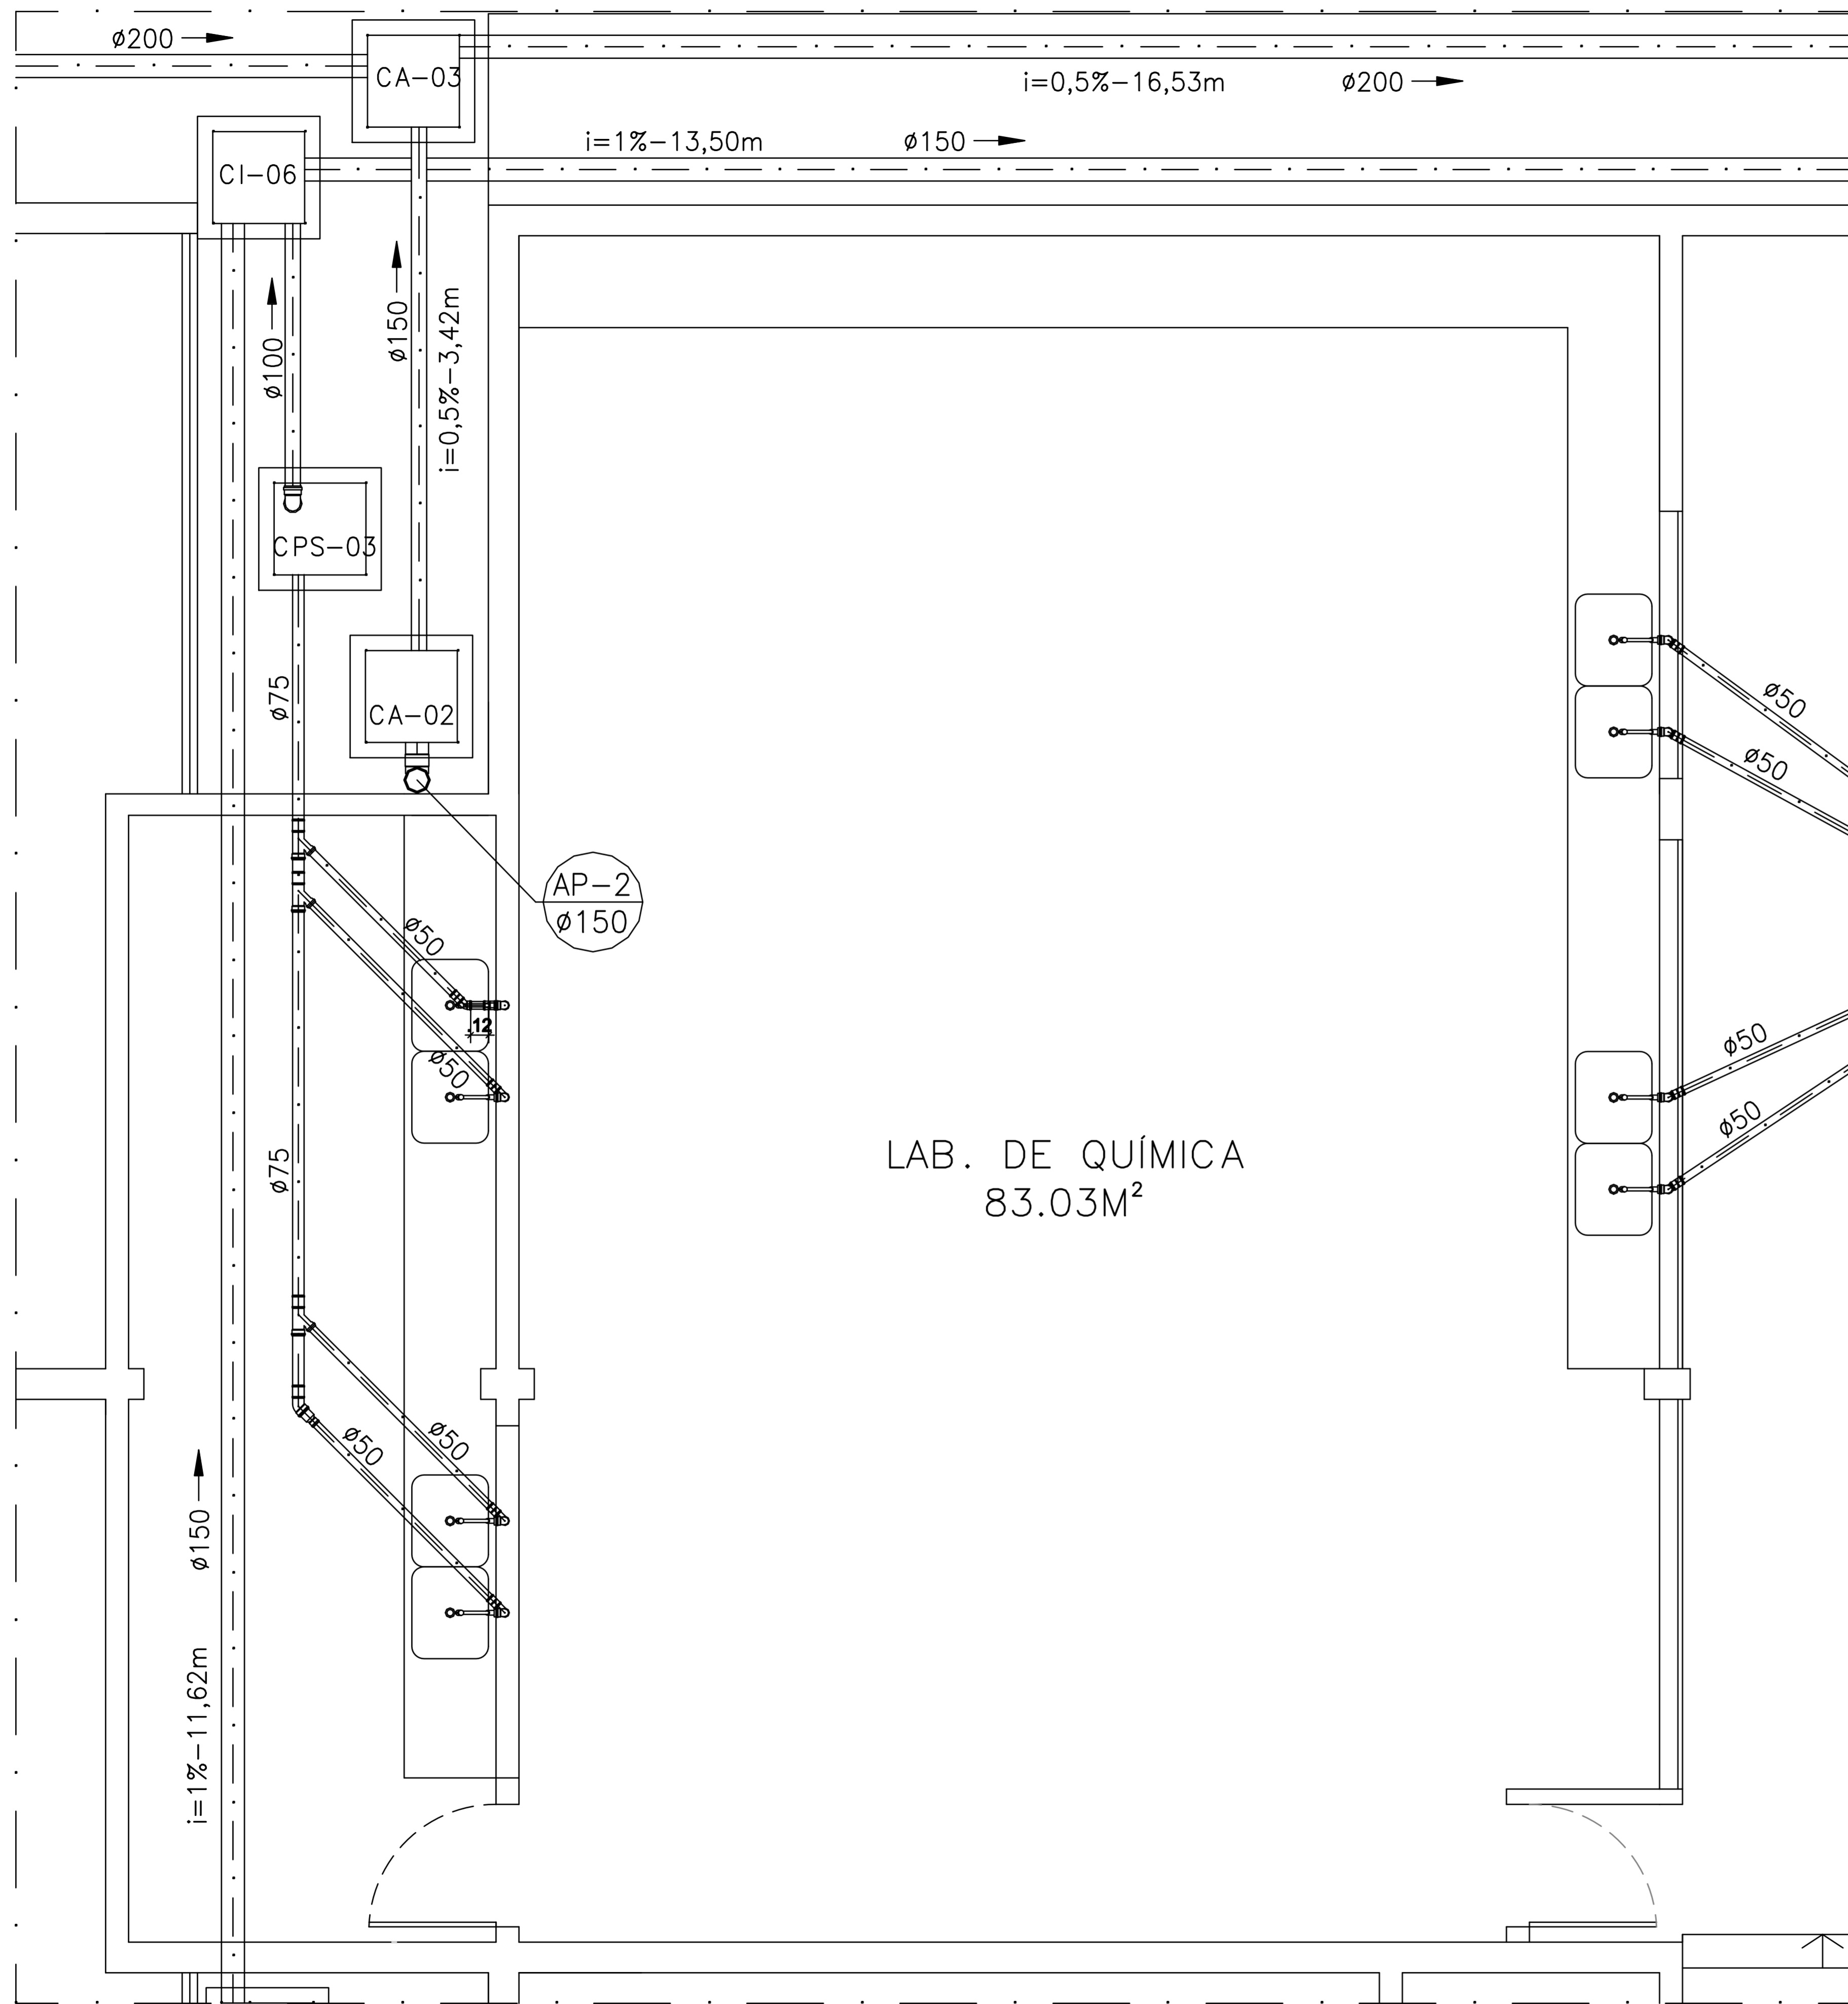 ø200
CA-03
i=0,5%-16,53m
ø200
i=1%-13,50m
ø150
CI-06
ø100
ø150
i=0,5%-3,42m
CPS-03
ø75
CA-02
AP-2
ø150
ø50
ø50
ø50
.12
ø50
ø50
ø50
LAB. DE QUÍMICA
83.03M²
ø75
ø50
ø50
ø150
i=1%-11,62m